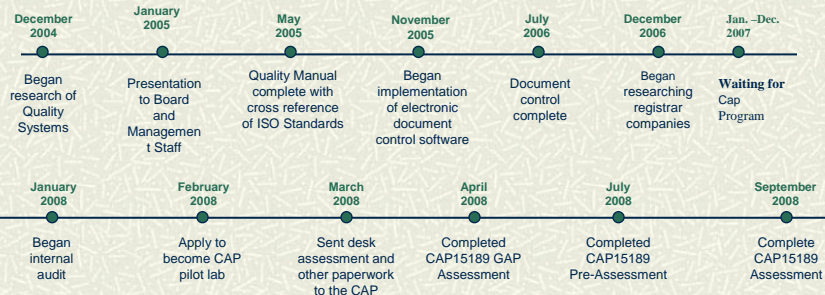 December
2004
Began
research of
Quality
Systems
January
2005
Presentation
to Board
and
Managemen
t Staff
May
2005
Quality Manual
complete with
cross reference
of ISO Standards
November
2005
Began
implementation
of electronic
document
control software
July
2006
Document
control
complete
December
2006
Began
researching
registrar
companies
Jan. –Dec.
2007
Waiting for
Cap
Program
January
2008
Began
internal
audit
February
2008
Apply to
become CAP
pilot lab
March
2008
Sent desk
assessment and
other paperwork
to the CAP
April
2008
Completed
CAP15189 GAP
Assessment
July
2008
Completed
CAP15189
Pre-Assessment
September
2008
Complete
CAP15189
Assessment